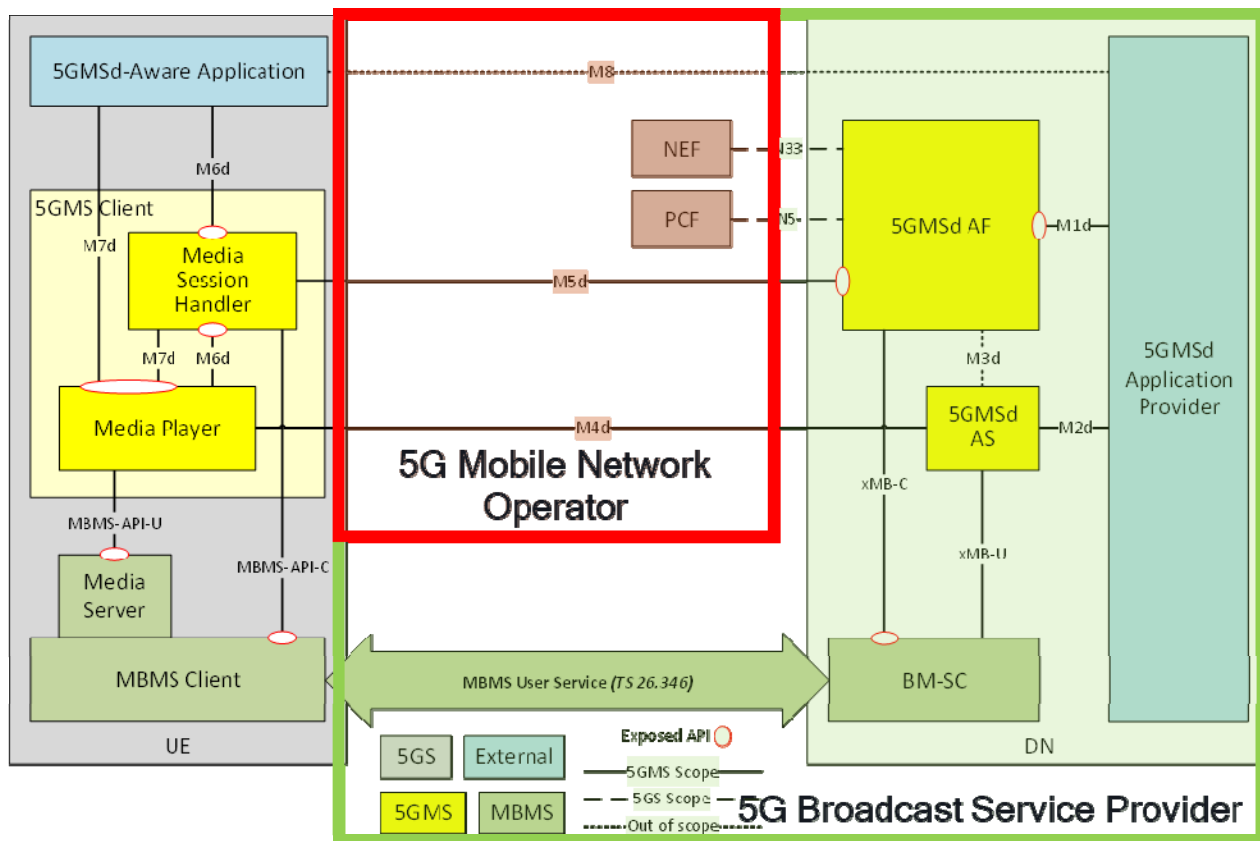 5GMSd-Aware Application
M8
NEF
N33
M6d
PCF
N5
5GMSd AF
M1d
5GMS Client
M7d
Media
Session
Handler
M5d
M7d
M6d
M3d
5GMSd
Application
Provider
Media Player
M4d
5GMSd
AS
M2d
5G Mobile Network
Operator
xMB-C
MBMS-API-U
xMB-U
MBMS-API-C
Media
Server
MBMS Client
MBMS User Service (TS 26.346)
BM-SC
UE
DN
Exposed API
5GS
External
5GMS Scope
5GS Scope
5GMS
MBMS
Out of scope
5G Broadcast Service Provider